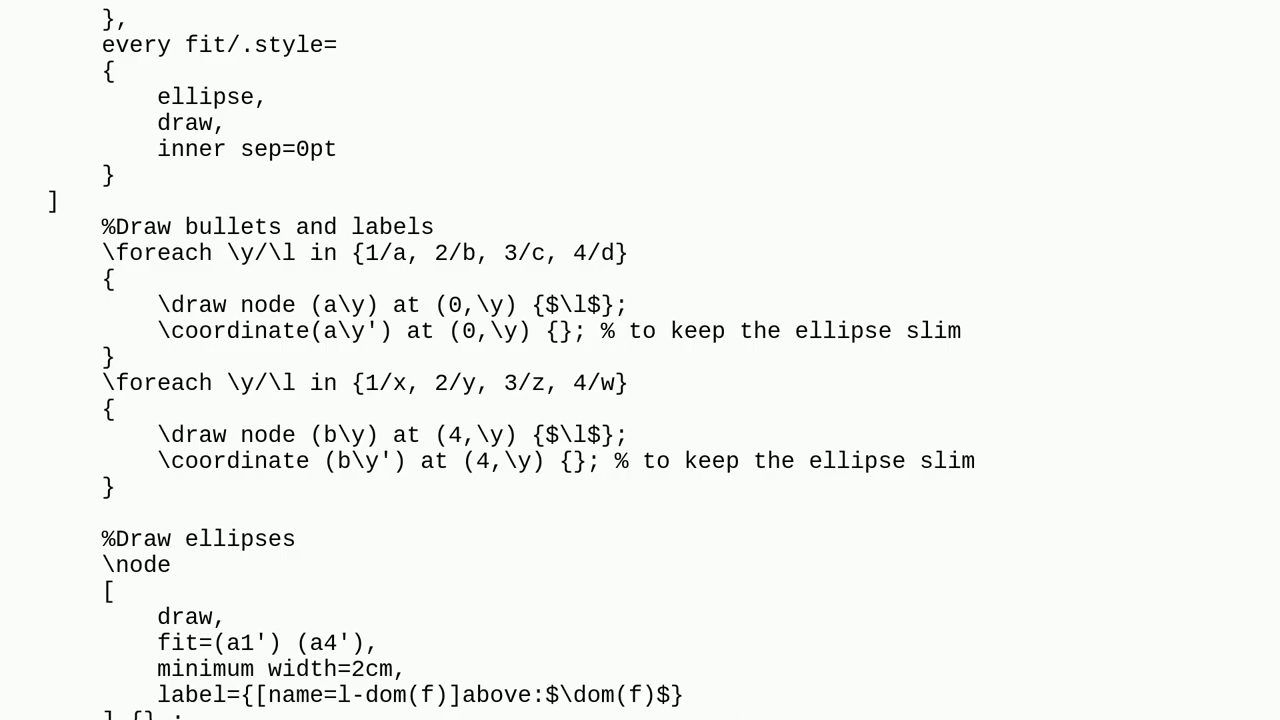 },
every fit/.style=
{
ellipse,
draw,
inner sep=0pt
}
]
%Draw bullets and labels
\foreach \y/\l in {1/a, 2/b, 3/c, 4/d}
{
\draw node (a\y) at (0,\y) {$\l$};
\coordinate(a\y') at (0,\y) {}; % to keep the ellipse slim
}
\foreach \y/\l in {1/x, 2/y, 3/z, 4/w}
{
\draw node (b\y) at (4,\y) {$\l$};
\coordinate (b\y') at (4,\y) {}; % to keep the ellipse slim
}
%Draw ellipses
\node
[
draw,
fit=(a1') (a4'),
minimum width=2cm,
label={[name=l-dom(f)]above:$\dom(f)$}
] {} ;